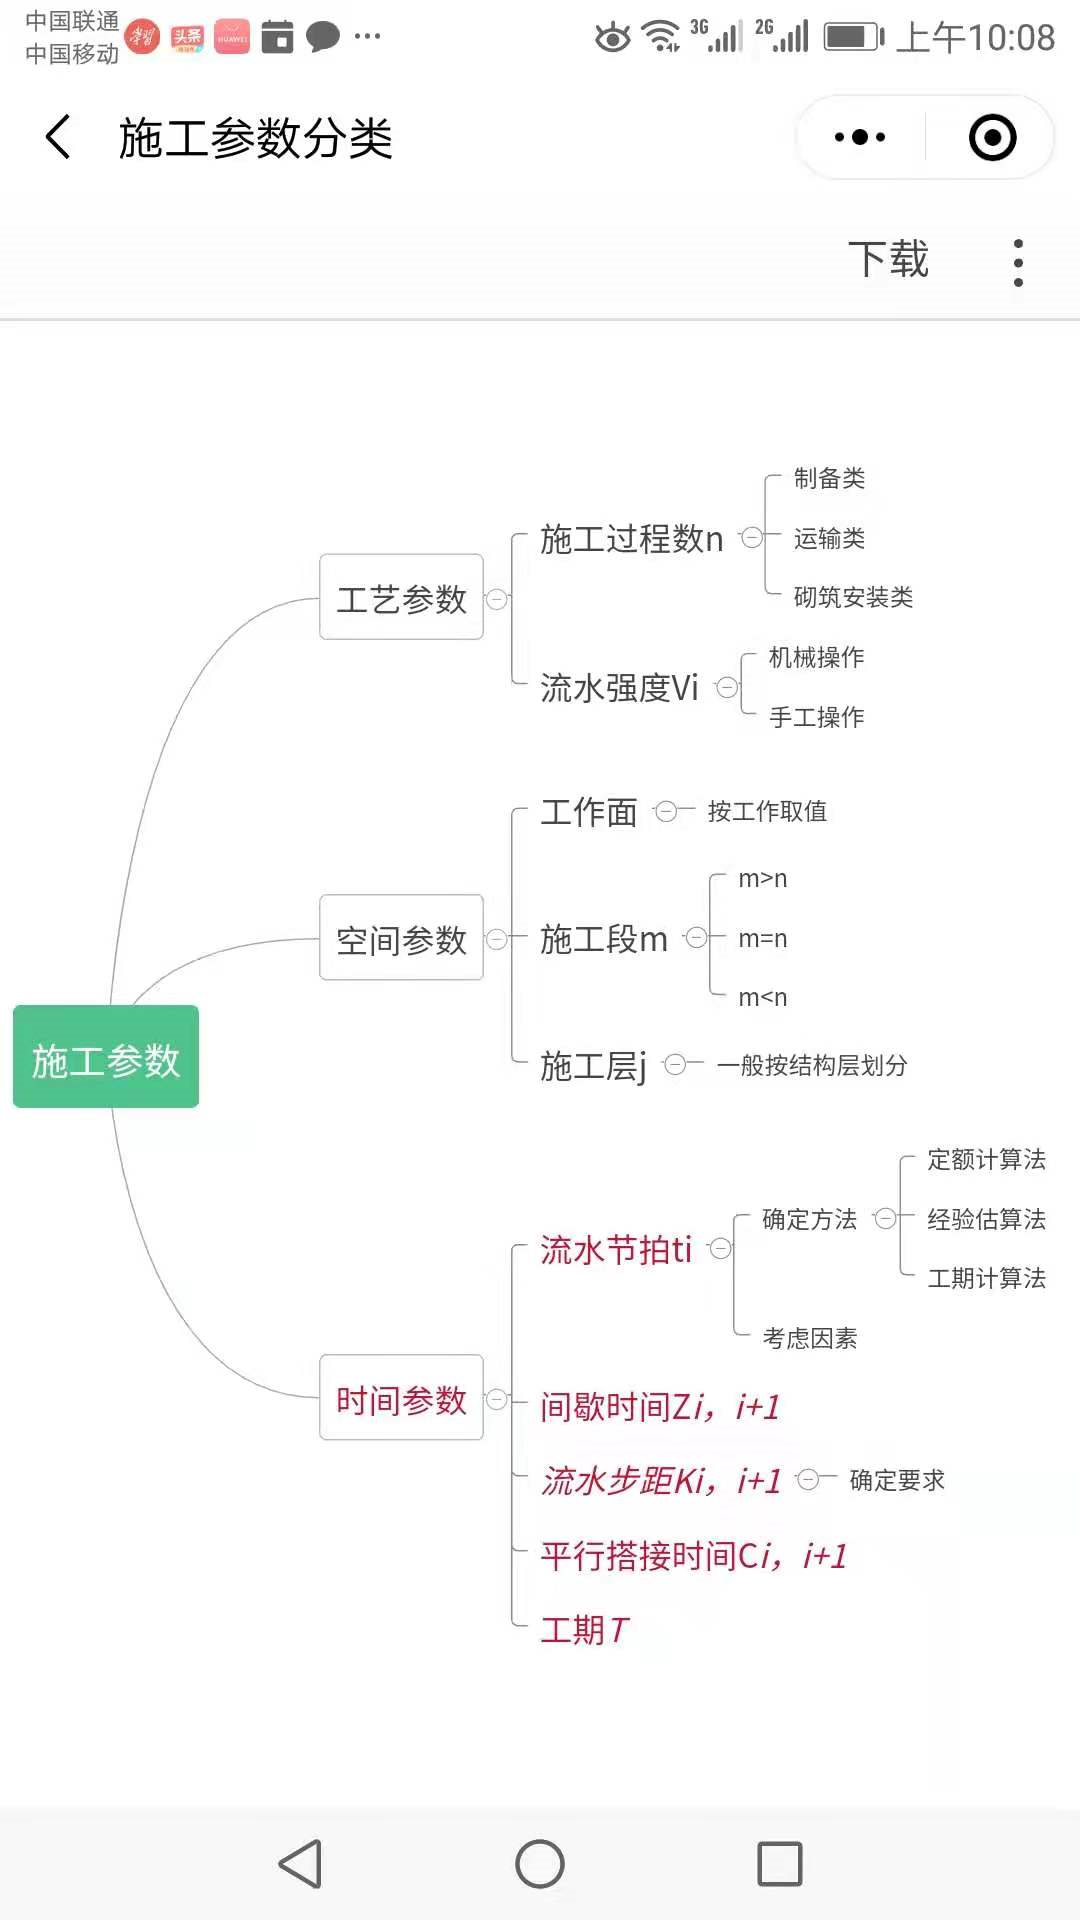 中国联通
中国移动
学习
头条
HUAWEI
3G
2G
上午10:08
施工参数分类
下载
施工参数
工艺参数
施工过程数n
制备类
运输类
砌筑安装类
流水强度Vi
机械操作
手工操作
空间参数
工作面
按工作取值
施工段m
m>n
m=n
m<n
施工层j
一般按结构层划分
时间参数
流水节拍ti
确定方法
定额计算法
经验估算法
工期计算法
考虑因素
间歇时间Zi，i+1
流水步距Ki，i+1
确定要求
平行搭接时间Ci，i+1
工期T